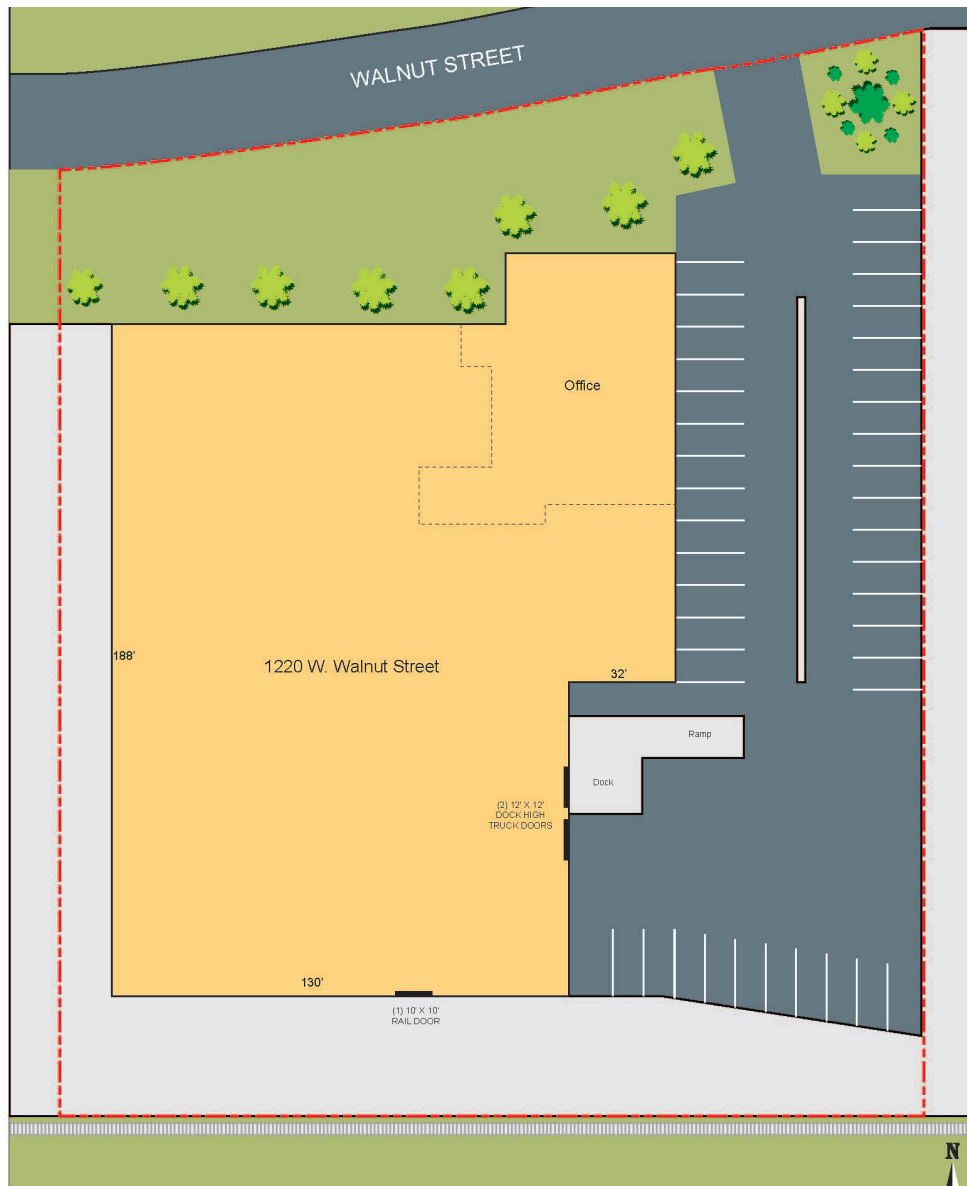 WALNUT STREET
Office
188'
1220 W. Walnut Street
32'
Ramp
Dock
(2) 12' X 12'
DOCK HIGH
TRUCK DOORS
130'
(1) 10' X 10'
RAIL DOOR
N